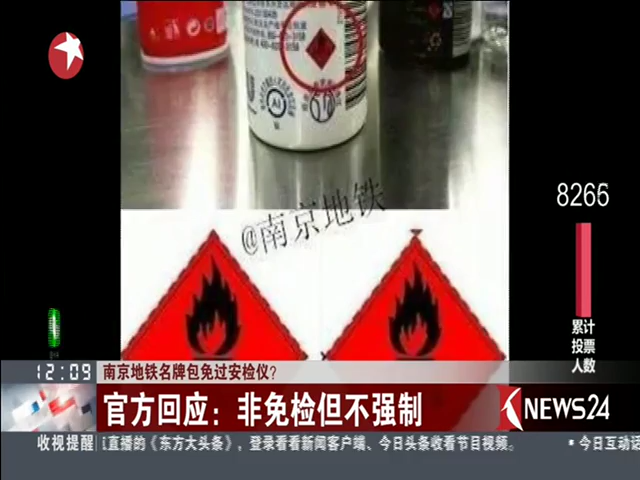 @南京地铁
8266
累计
投票
人数
12:09
南京地铁名牌包免过安检仪?
官方回应：非免检但不强制
NEWS24
收视提醒
直播的《东方大头条》，登录看看新闻客户端、今日头条收看节目视频。
*今日互动话